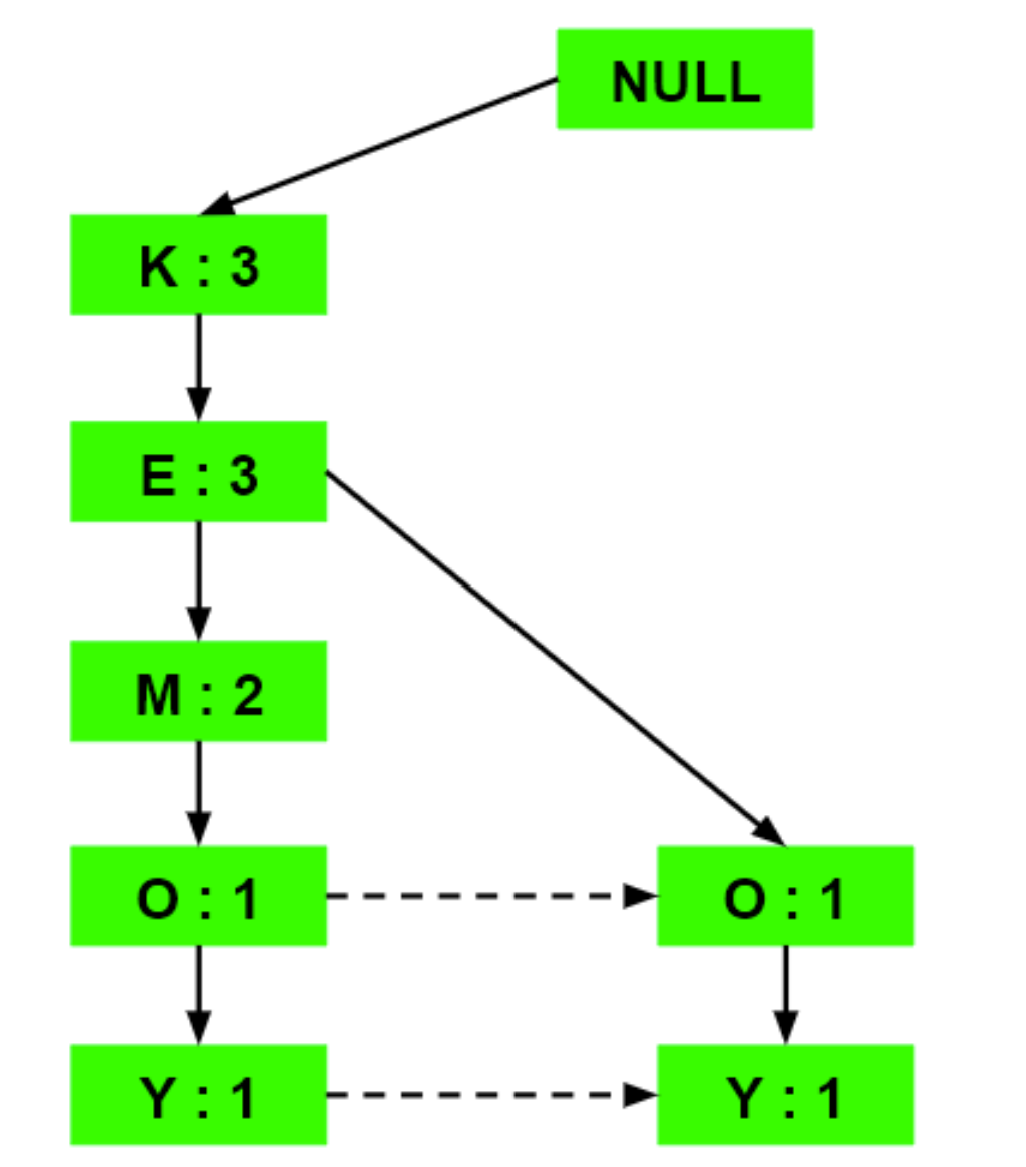 NULL
K : 3
E : 3
M : 2
O : 1
O : 1
Y : 1
Y : 1